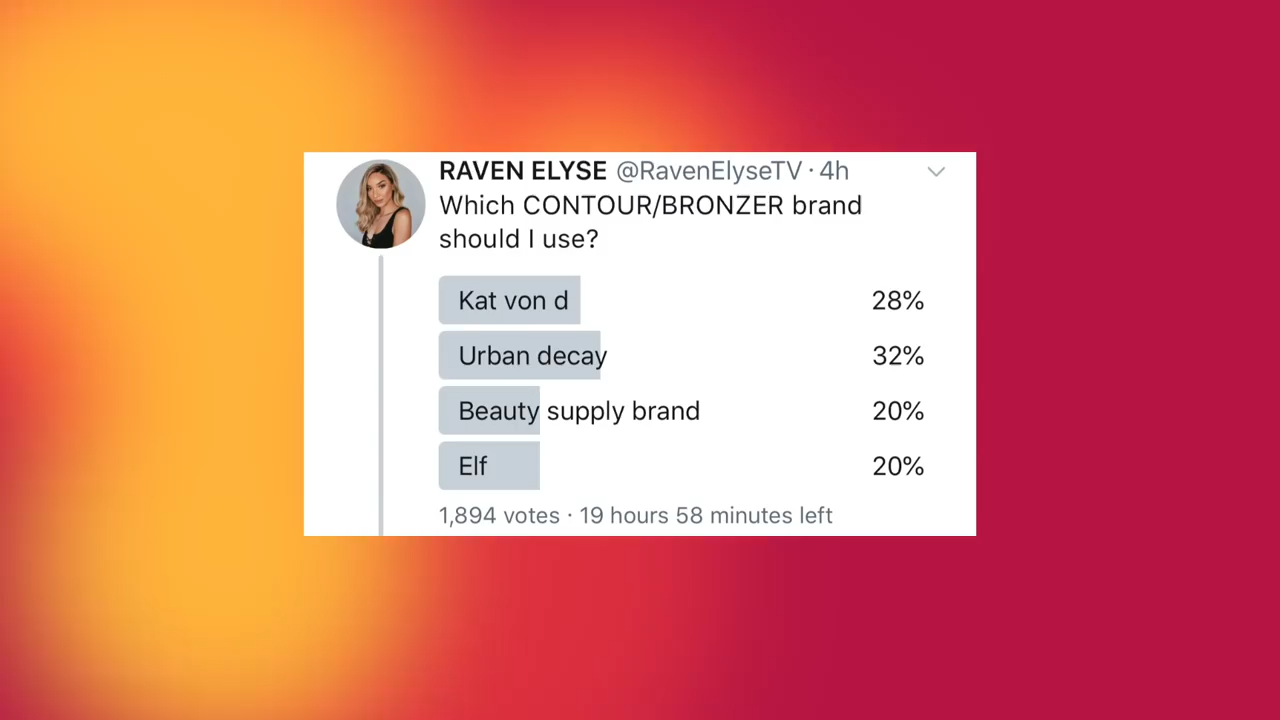 RAVEN ELYSE @RavenElyseTV · 4h
Which CONTOUR/BRONZER brand
should I use?
Kat von d 28%
Urban decay 32%
Beauty supply brand 20%
Elf 20%
1,894 votes · 19 hours 58 minutes left